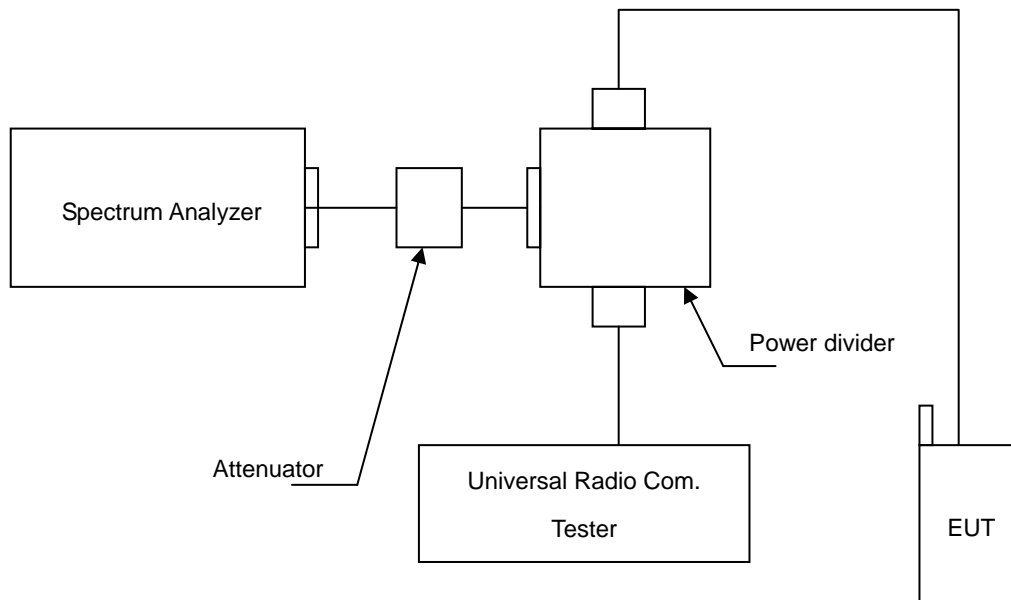 Spectrum Analyzer
Power divider
Attenuator
Universal Radio Com.
Tester
EUT